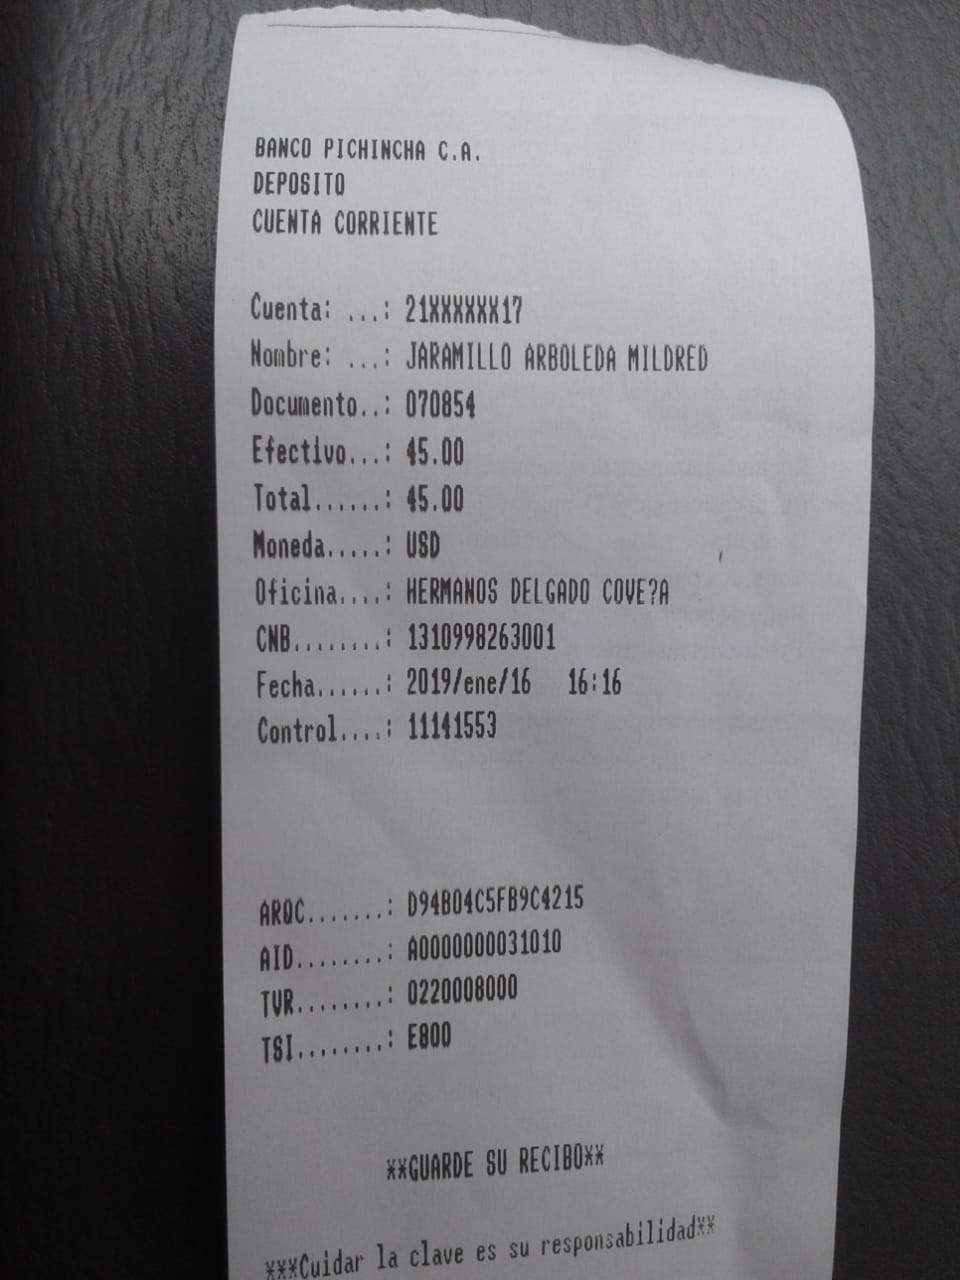 BANCO PICHINCHA C.A.
DEPOSITO
CUENTA CORRIENTE
Cuenta: ...: 21XXXXXX17
Nombre: ...: JARAMILLO ARBOLEDA MILDRED
Documento..: 070854
Efectivo...: 45.00
Total......: 45.00
Moneda.....: USD
Oficina....: HERMANOS DELGADO COVE?A
CNB........: 1310998263001
Fecha......: 2019/ene/16 16:16
Control....: 11141553
ARQC.......: D94B04C5FB9C4215
AID........: A0000000031010
TVR........: 0220008000
TSI........: E800
**GUARDE SU RECIBO**
***Cuidar la clave es su responsabilidad**